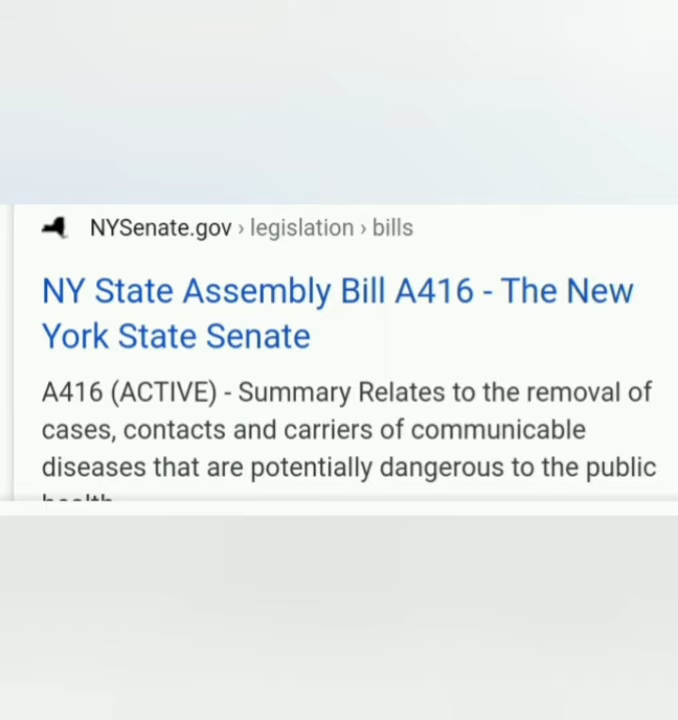 NYSenate.gov › legislation › bills
NY State Assembly Bill A416 - The New
York State Senate
A416 (ACTIVE) - Summary Relates to the removal of
cases, contacts and carriers of communicable
diseases that are potentially dangerous to the public
health